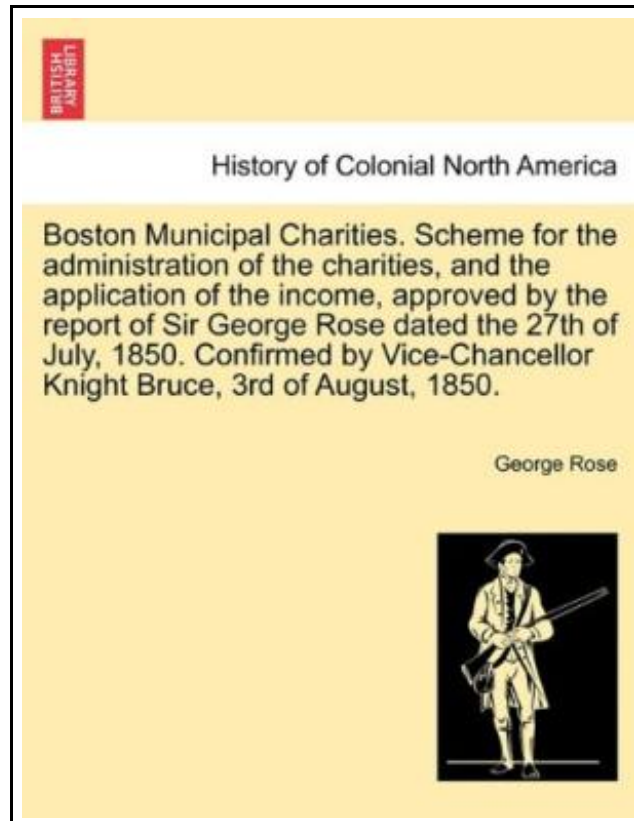 BRITISH
LIBRARY
History of Colonial North America
Boston Municipal Charities. Scheme for the
administration of the charities, and the
application of the income, approved by the
report of Sir George Rose dated the 27th of
July, 1850. Confirmed by Vice-Chancellor
Knight Bruce, 3rd of August, 1850.
George Rose